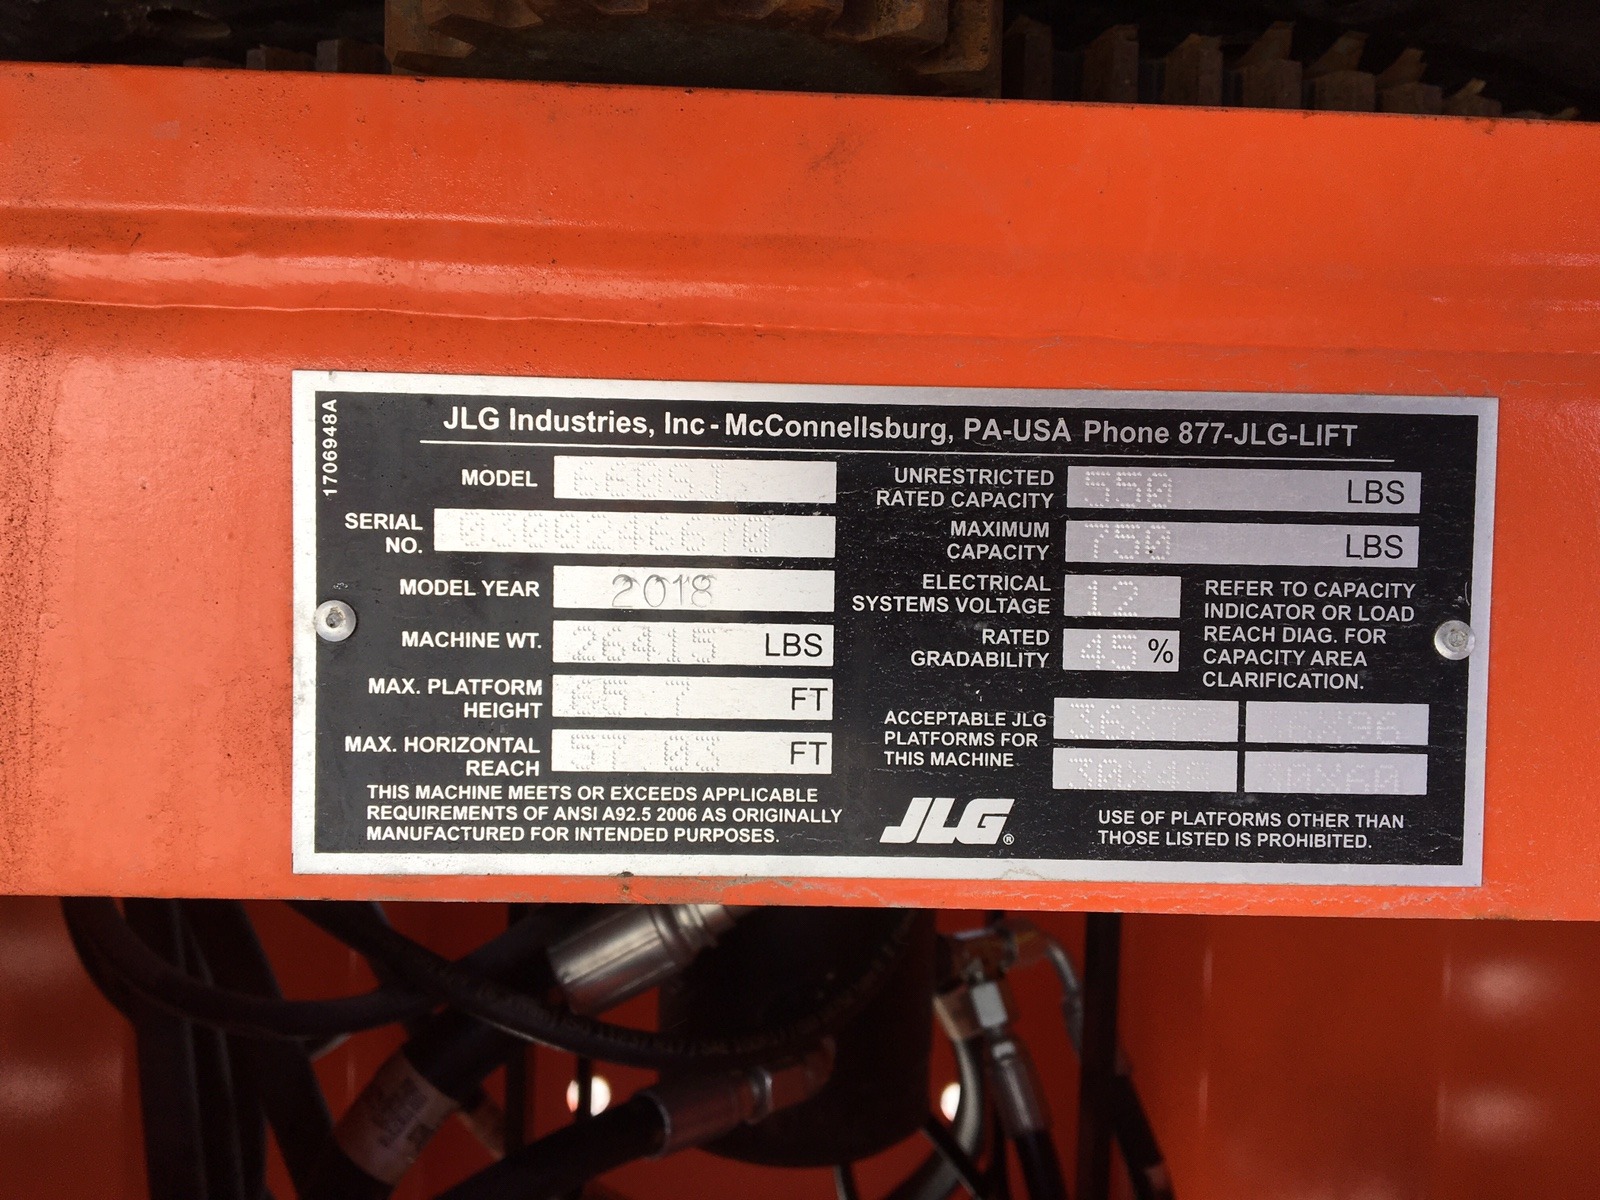 1706948A
JLG Industries, Inc - McConnellsburg, PA-USA Phone 877-JLG-LIFT
MODEL 660SJ
SERIAL NO. 0300246670
MODEL YEAR 2018
MACHINE WT. 26415 LBS
MAX. PLATFORM HEIGHT 65.7 FT
MAX. HORIZONTAL REACH 57.03 FT
THIS MACHINE MEETS OR EXCEEDS APPLICABLE
REQUIREMENTS OF ANSI A92.5 2006 AS ORIGINALLY
MANUFACTURED FOR INTENDED PURPOSES.
UNRESTRICTED RATED CAPACITY 550 LBS
MAXIMUM CAPACITY 750 LBS
ELECTRICAL SYSTEMS VOLTAGE 12
RATED GRADABILITY 45 %
REFER TO CAPACITY
INDICATOR OR LOAD
REACH DIAG. FOR
CAPACITY AREA
CLARIFICATION.
ACCEPTABLE JLG
PLATFORMS FOR
THIS MACHINE
30X48 30X60
JLG®
USE OF PLATFORMS OTHER THAN
THOSE LISTED IS PROHIBITED.